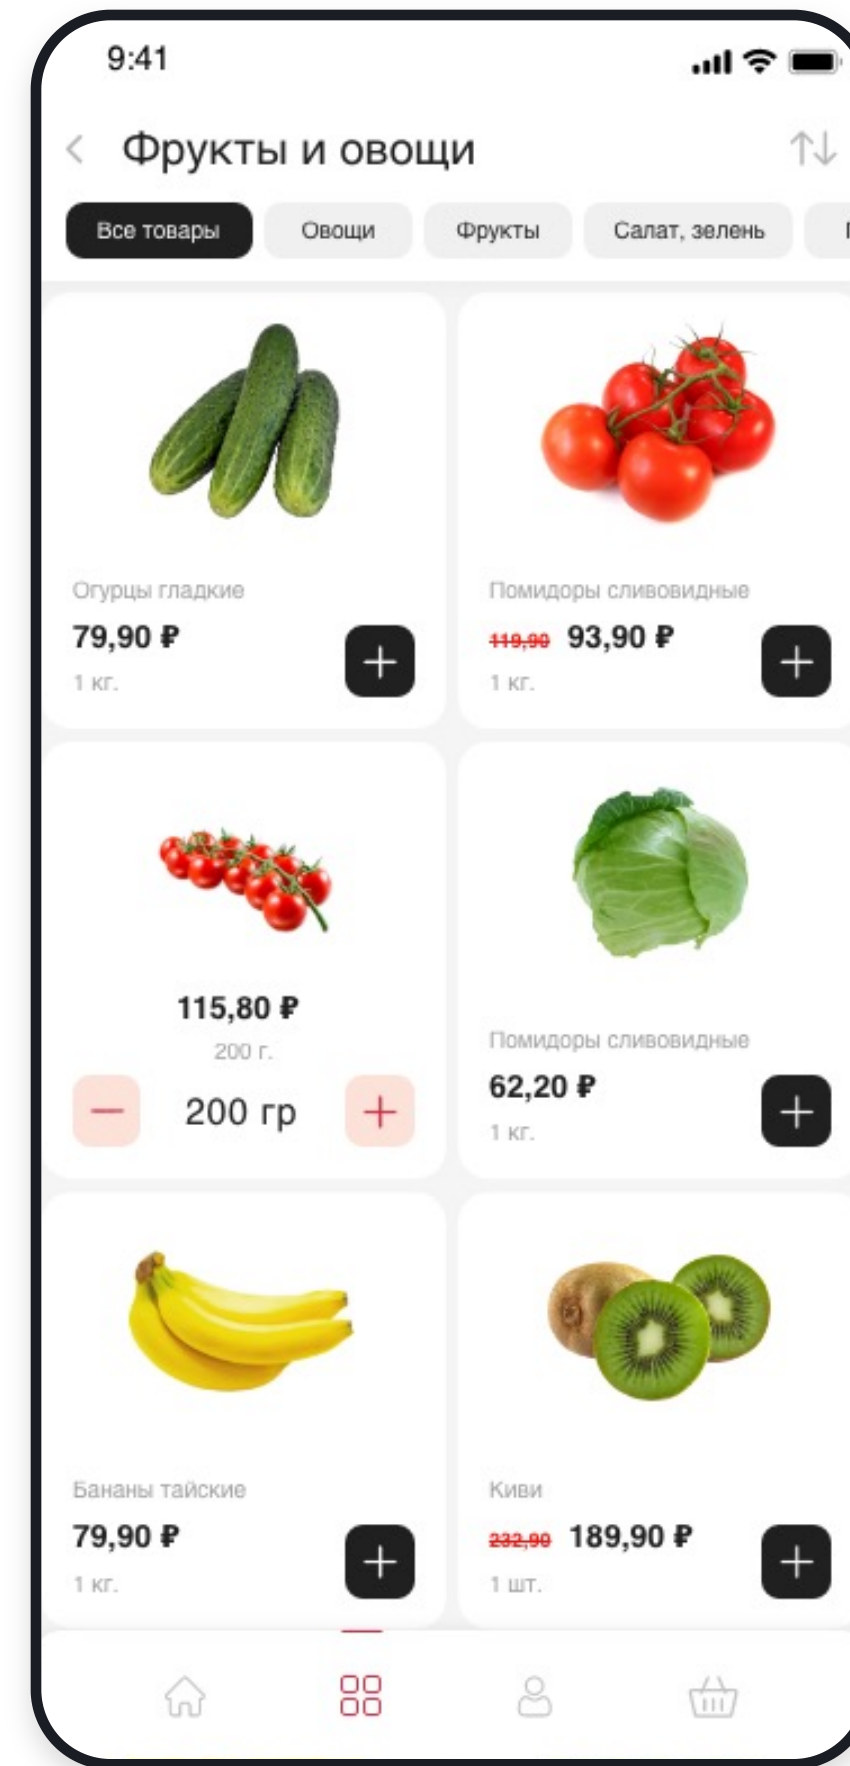 9:41
Фрукты и овощи
Все товары Овощи Фрукты Салат, зелень
Огурцы гладкие
79,90 ₽
1 кг.
Помидоры сливовидные
119,90 93,90 ₽
1 кг.
115,80 ₽
200 г.
200 гр
Помидоры сливовидные
62,20 ₽
1 кг.
Бананы тайские
79,90 ₽
1 кг.
Киви
232,90 189,90 ₽
1 шт.